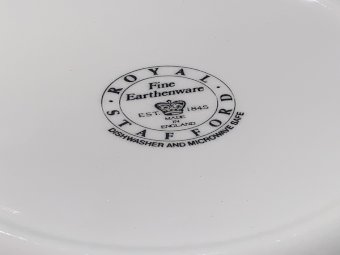 ROYAL
Fine
Earthenware
EST. 1845
MADE
IN
ENGLAND
STAFFORD
DISHWASHER AND MICROWAVE SAFE